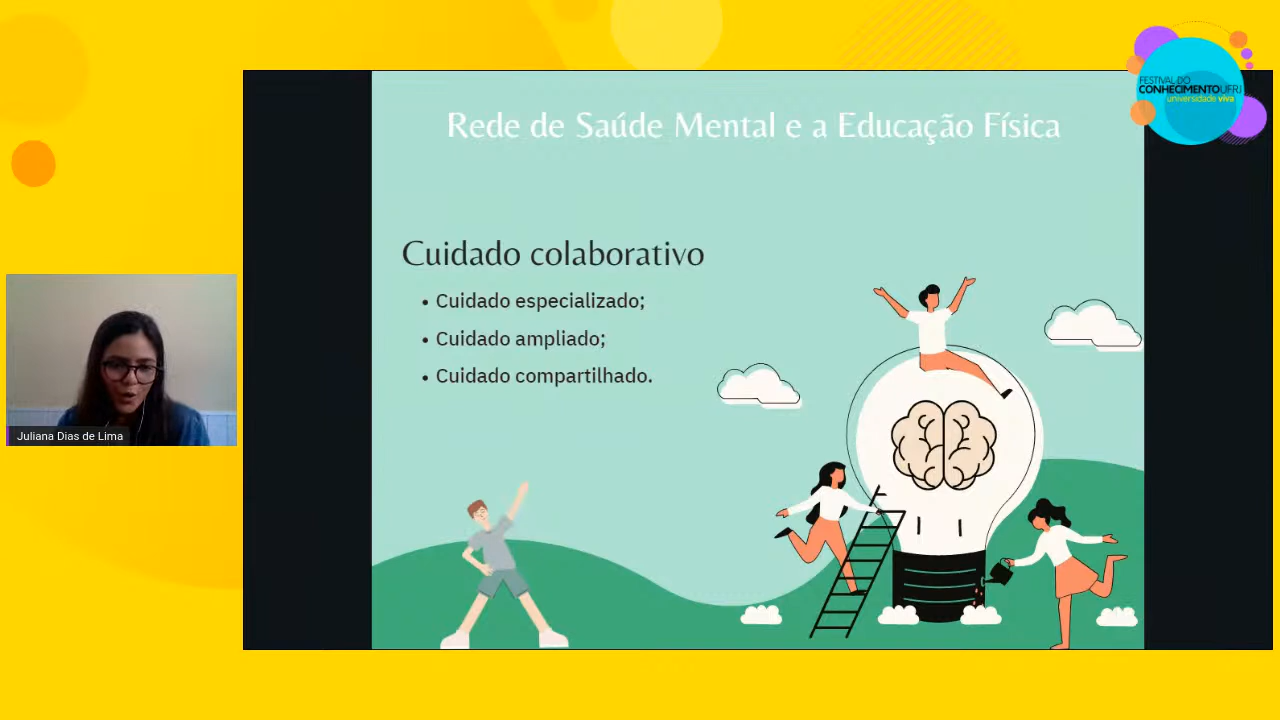 FESTIVAL DO
CONHECIMENTO UFRJ
universidade viva
Rede de Saúde Mental e a Educação Física
Cuidado colaborativo
• Cuidado especializado;
• Cuidado ampliado;
• Cuidado compartilhado.
Juliana Dias de Lima